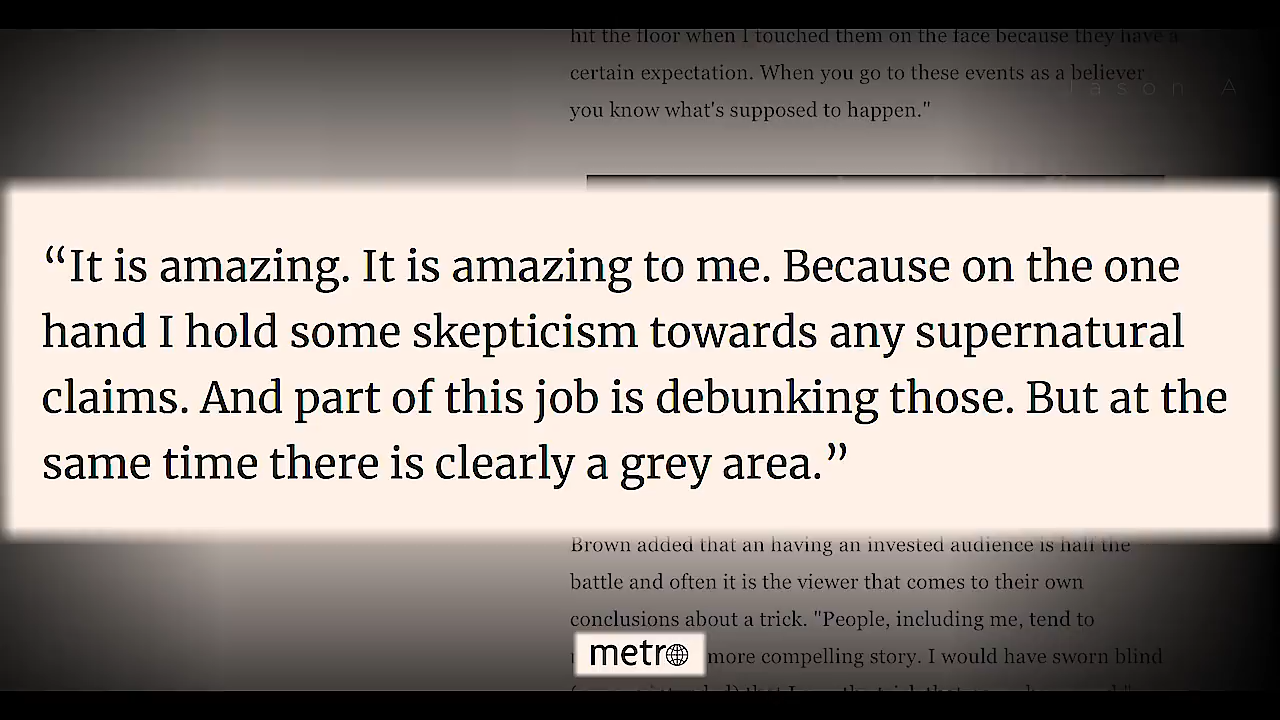 hit the floor when I touched them on the face because they have a
certain expectation. When you go to these events as a believer
Jason A
you know what's supposed to happen."
“It is amazing. It is amazing to me. Because on the one
hand I hold some skepticism towards any supernatural
claims. And part of this job is debunking those. But at the
same time there is clearly a grey area.”
Brown added that an having an invested audience is half the
battle and often it is the viewer that comes to their own
conclusions about a trick. "People, including me, tend to
metro
more compelling story. I would have sworn blind